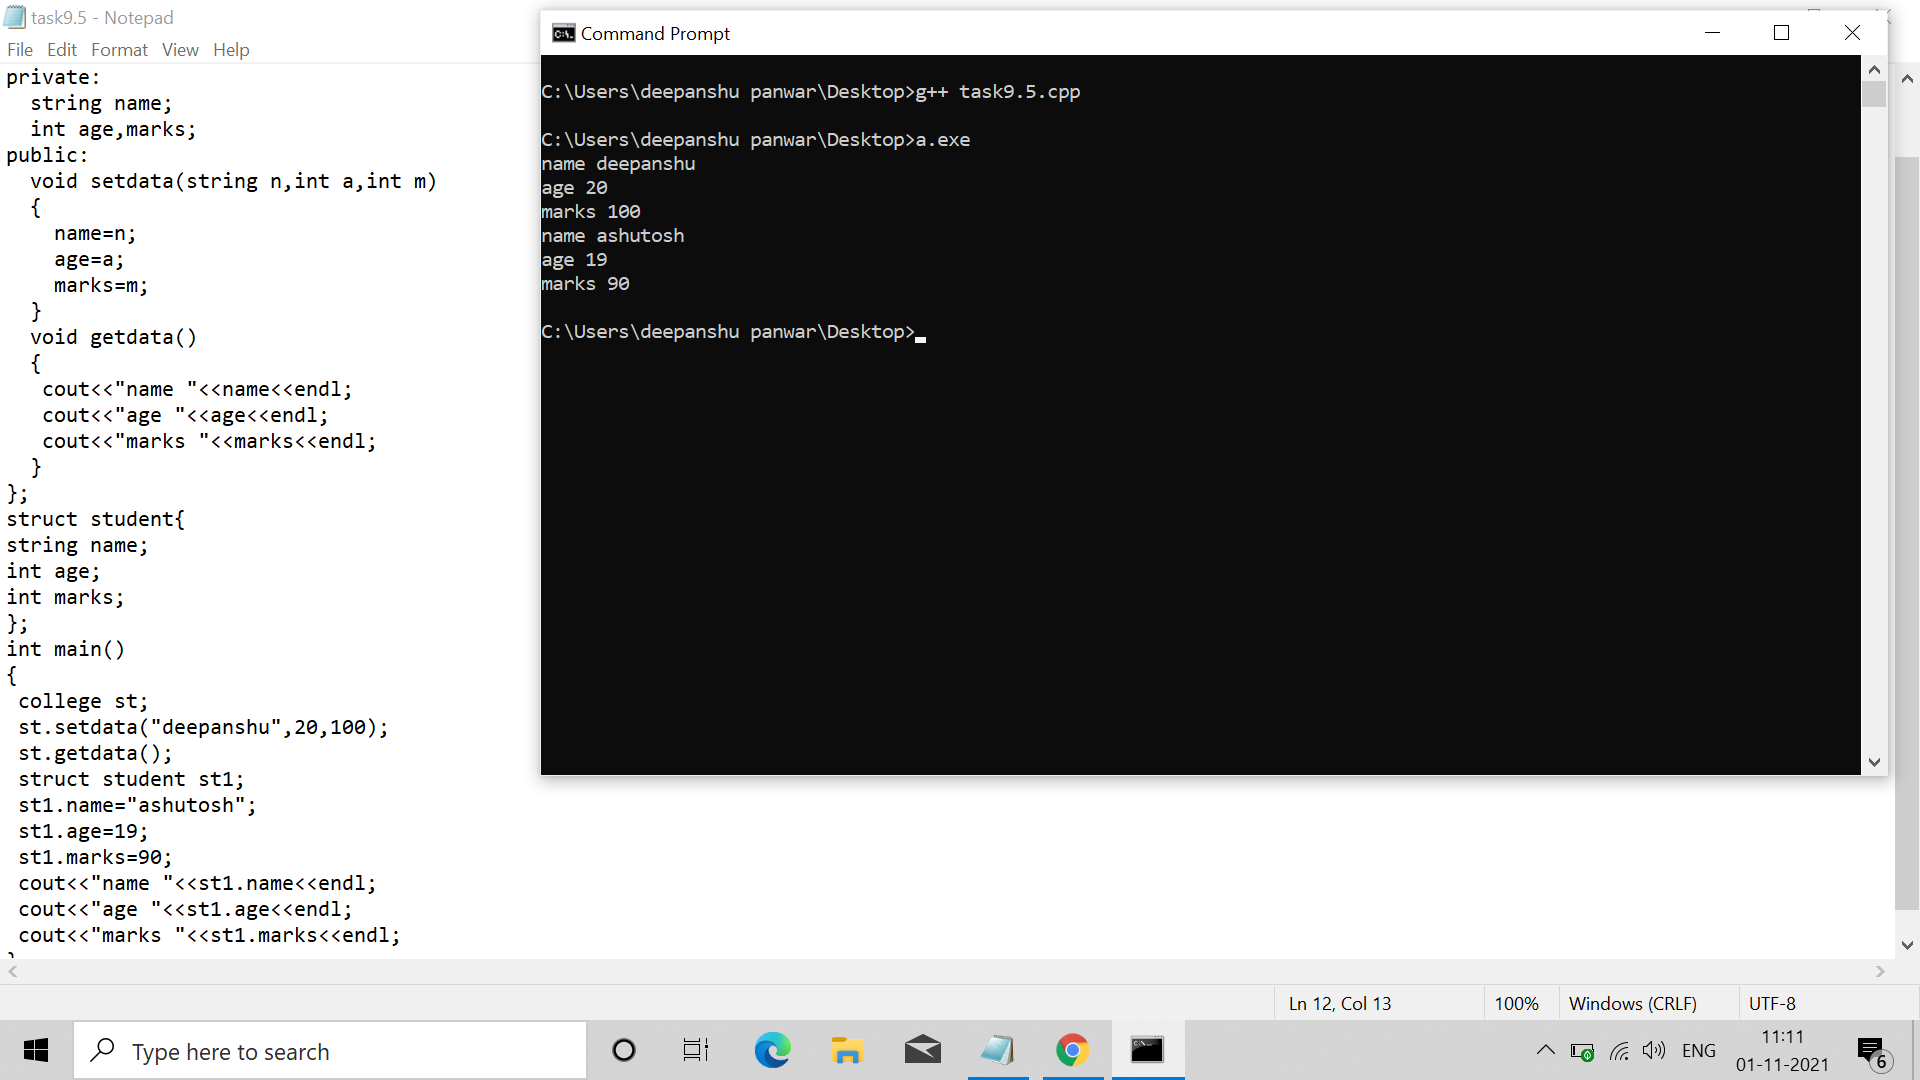 task9.5 - Notepad
File Edit Format View Help
private:
  string name;
  int age,marks;
public:
  void setdata(string n,int a,int m)
  {
    name=n;
    age=a;
    marks=m;
  }
  void getdata()
  {
   cout<<"name "<<name<<endl;
   cout<<"age "<<age<<endl;
   cout<<"marks "<<marks<<endl;
  }
};
struct student{
string name;
int age;
int marks;
};
int main()
{
 college st;
 st.setdata("deepanshu",20,100);
 st.getdata();
 struct student st1;
 st1.name="ashutosh";
 st1.age=19;
 st1.marks=90;
 cout<<"name "<<st1.name<<endl;
 cout<<"age "<<st1.age<<endl;
 cout<<"marks "<<st1.marks<<endl;
Command Prompt
C:\Users\deepanshu panwar\Desktop>g++ task9.5.cpp
C:\Users\deepanshu panwar\Desktop>a.exe
name deepanshu
age 20
marks 100
name ashutosh
age 19
marks 90
C:\Users\deepanshu panwar\Desktop>
Ln 12, Col 13 100% Windows (CRLF) UTF-8
Type here to search
ENG
11:11
01-11-2021
6